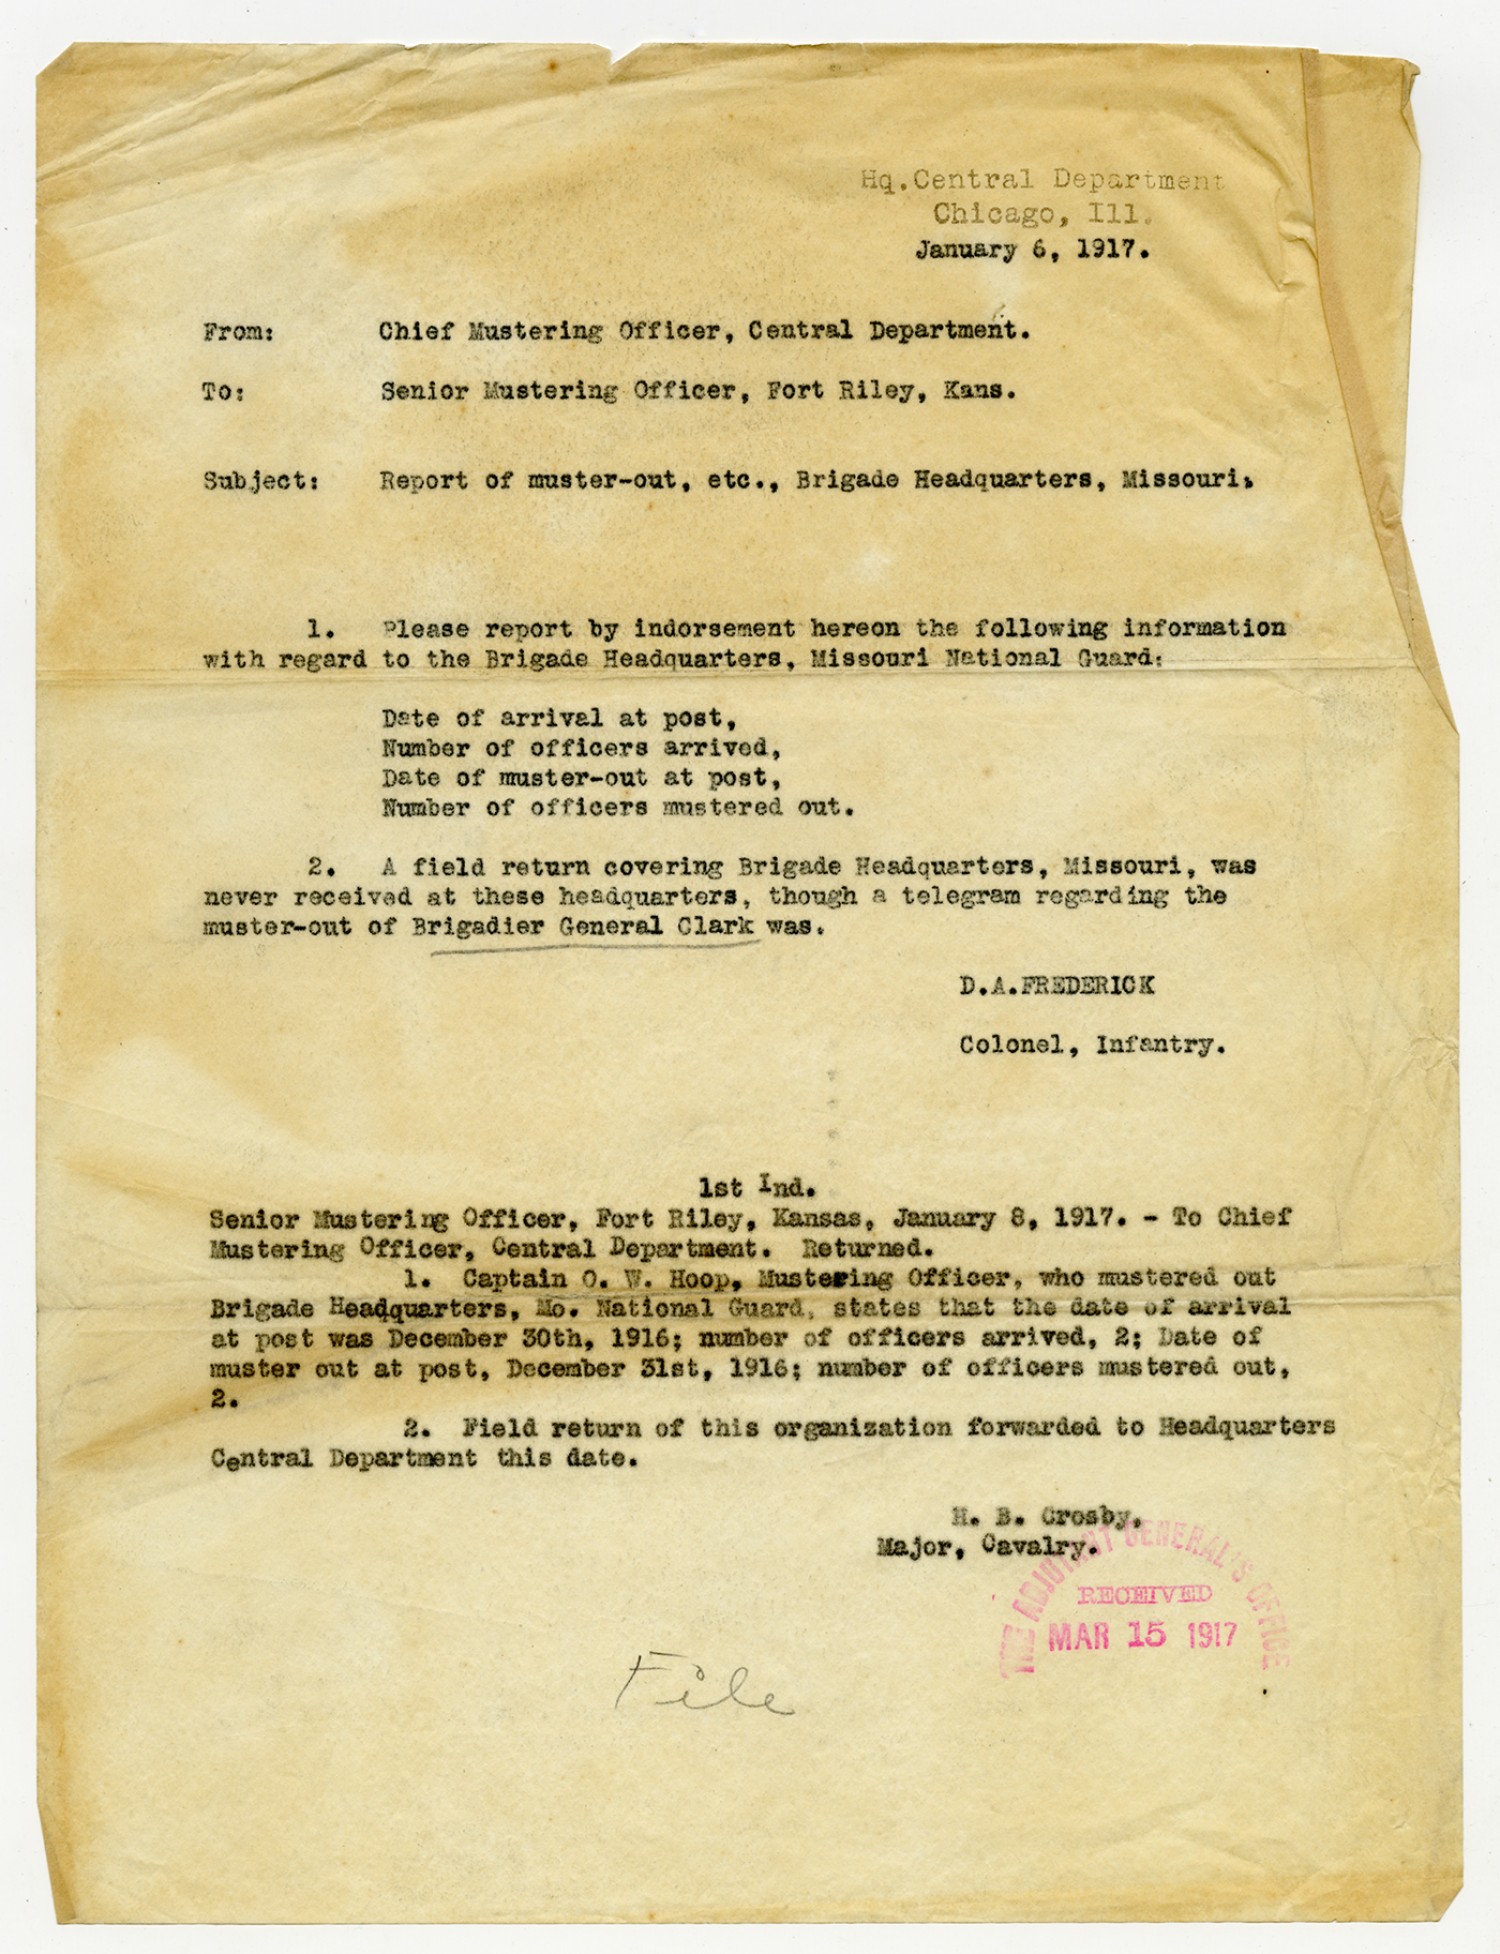 Hq.Central Department
Chicago, Ill.
January 6, 1917.
From: Chief Mustering Officer, Central Department.
To: Senior Mustering Officer, Fort Riley, Kans.
Subject: Report of muster-out, etc., Brigade Headquarters, Missouri.
1. Please report by indorsement hereon the following information
with regard to the Brigade Headquarters, Missouri National Guard:
Date of arrival at post,
Number of officers arrived,
Date of muster-out at post,
Number of officers mustered out.
2. A field return covering Brigade Headquarters, Missouri, was
never received at these headquarters, though a telegram regarding the
muster-out of Brigadier General Clark was.
D.A.FREDERICK
Colonel, Infantry.
1st Ind.
Senior Mustering Officer, Fort Riley, Kansas, January 8, 1917. - To Chief
Mustering Officer, Central Department. Returned.
1. Captain O. W. Hoop, Mustering Officer, who mustered out
Brigade Headquarters, Mo. National Guard, states that the date of arrival
at post was December 30th, 1916; number of officers arrived, 2; Date of
muster out at post, December 31st, 1916; number of officers mustered out,
2.
2. Field return of this organization forwarded to Headquarters
Central Department this date.
H. B. Crosby,
Major, Cavalry.
THE ADJUTANT GENERAL'S OFFICE
RECEIVED
MAR 15 1917
File